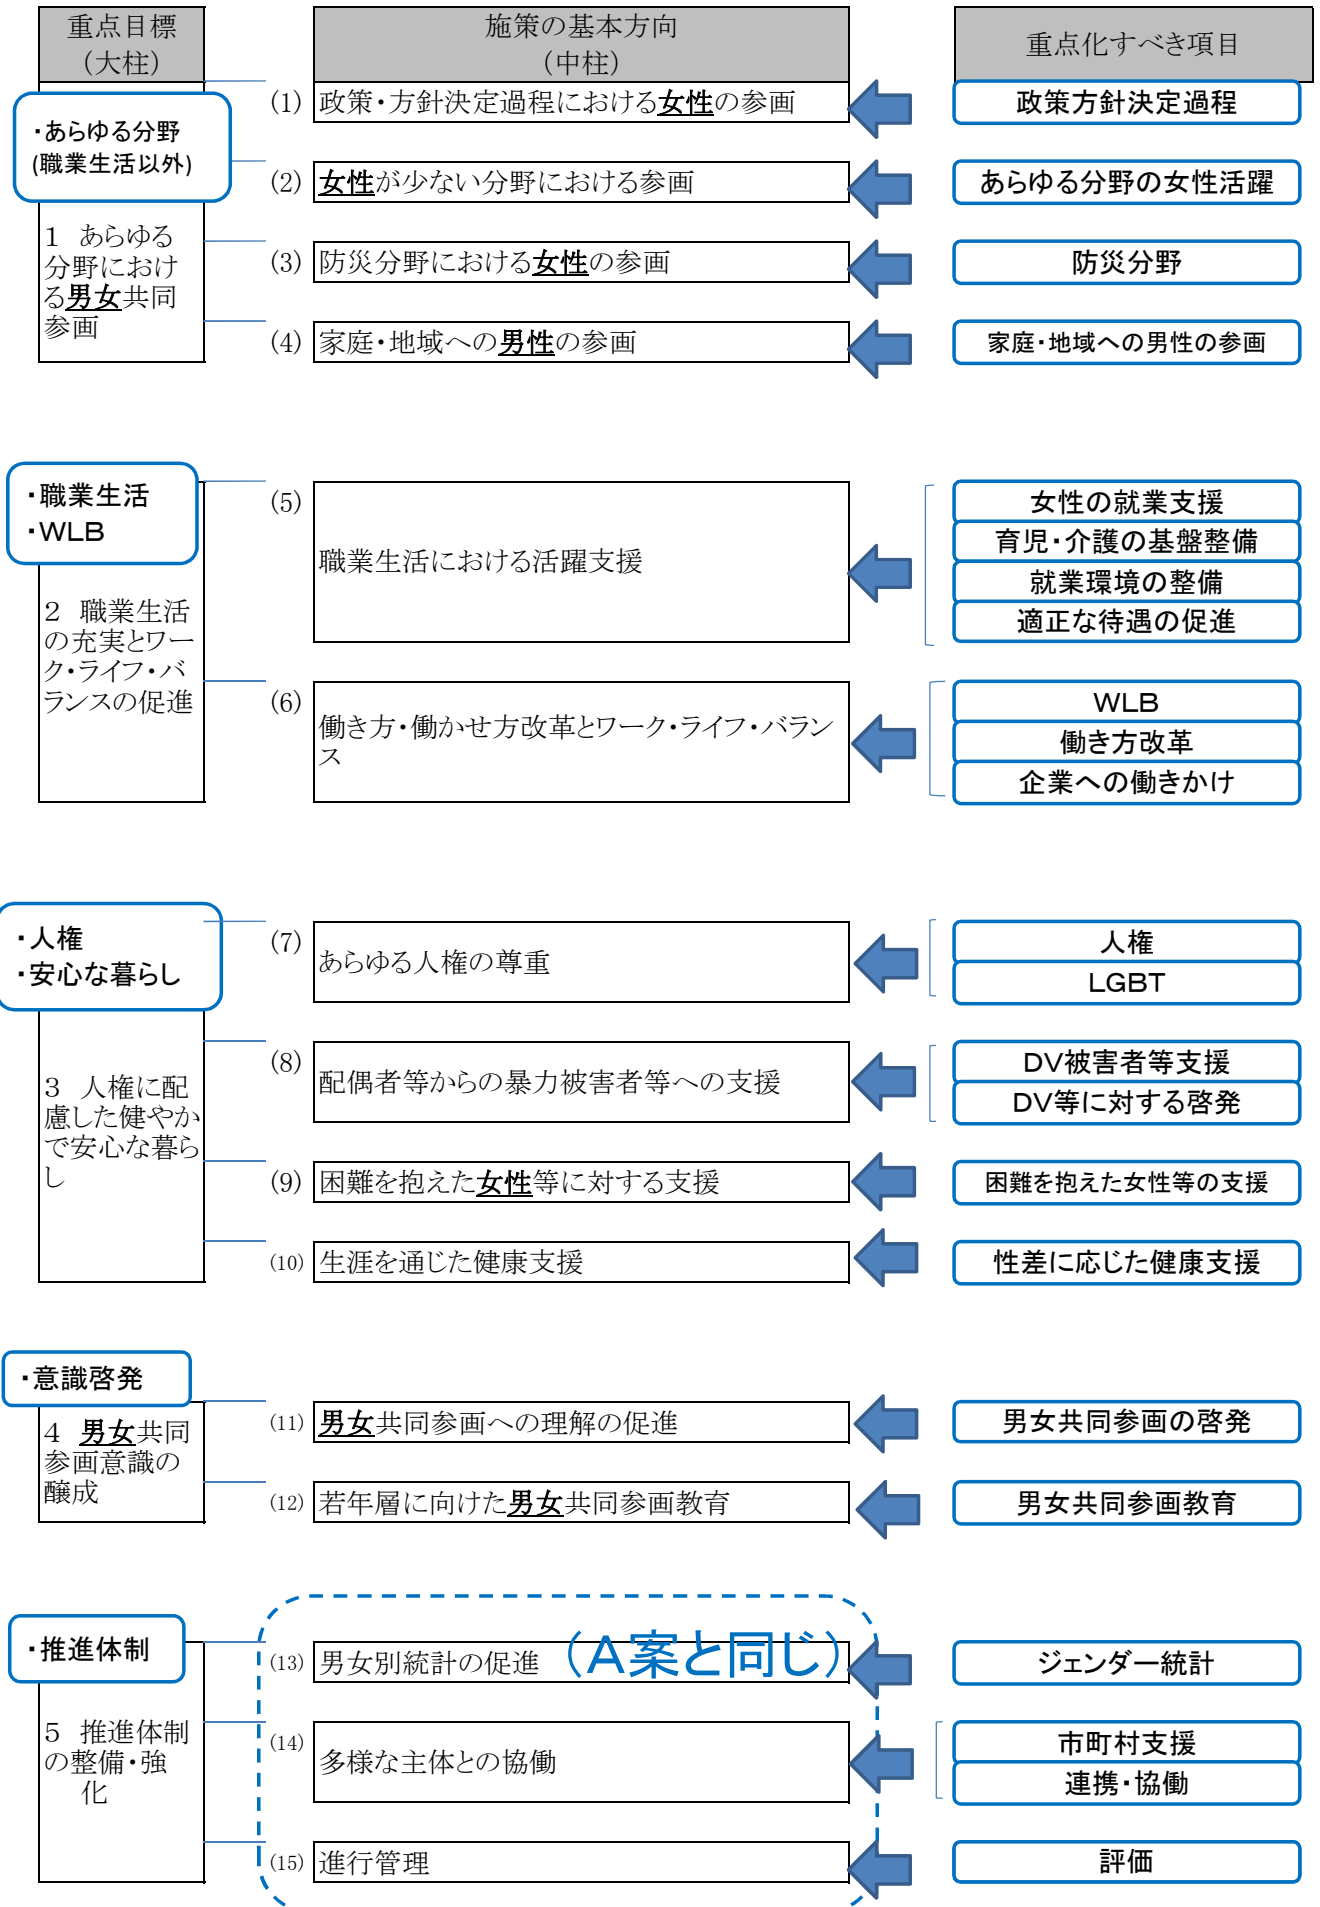 重点目標
（大柱）
施策の基本方向
（中柱）
重点化すべき項目
・あらゆる分野
(職業生活以外)
1 あらゆる
分野におけ
る男女共同
参画
(1) 政策・方針決定過程における女性の参画
政策方針決定過程
(2) 女性が少ない分野における参画
あらゆる分野の女性活躍
(3) 防災分野における女性の参画
防災分野
(4) 家庭・地域への男性の参画
家庭・地域への男性の参画
・職業生活
・WLB
2 職業生活
の充実とワー
ク・ライフ・バ
ランスの促進
(5) 職業生活における活躍支援
女性の就業支援
育児・介護の基盤整備
就業環境の整備
適正な待遇の促進
(6) 働き方・働かせ方改革とワーク・ライフ・バラン
ス
WLB
働き方改革
企業への働きかけ
・人権
・安心な暮らし
3 人権に配
慮した健やか
で安心な暮ら
し
(7) あらゆる人権の尊重
人権
LGBT
(8) 配偶者等からの暴力被害者等への支援
DV被害者等支援
DV等に対する啓発
(9) 困難を抱えた女性等に対する支援
困難を抱えた女性等の支援
(10) 生涯を通じた健康支援
性差に応じた健康支援
・意識啓発
4 男女共同
参画意識の
醸成
(11) 男女共同参画への理解の促進
男女共同参画の啓発
(12) 若年層に向けた男女共同参画教育
男女共同参画教育
・推進体制
5 推進体制
の整備・強
化
(13) 男女別統計の促進
（A案と同じ）
ジェンダー統計
(14) 多様な主体との協働
市町村支援
連携・協働
(15) 進行管理
評価